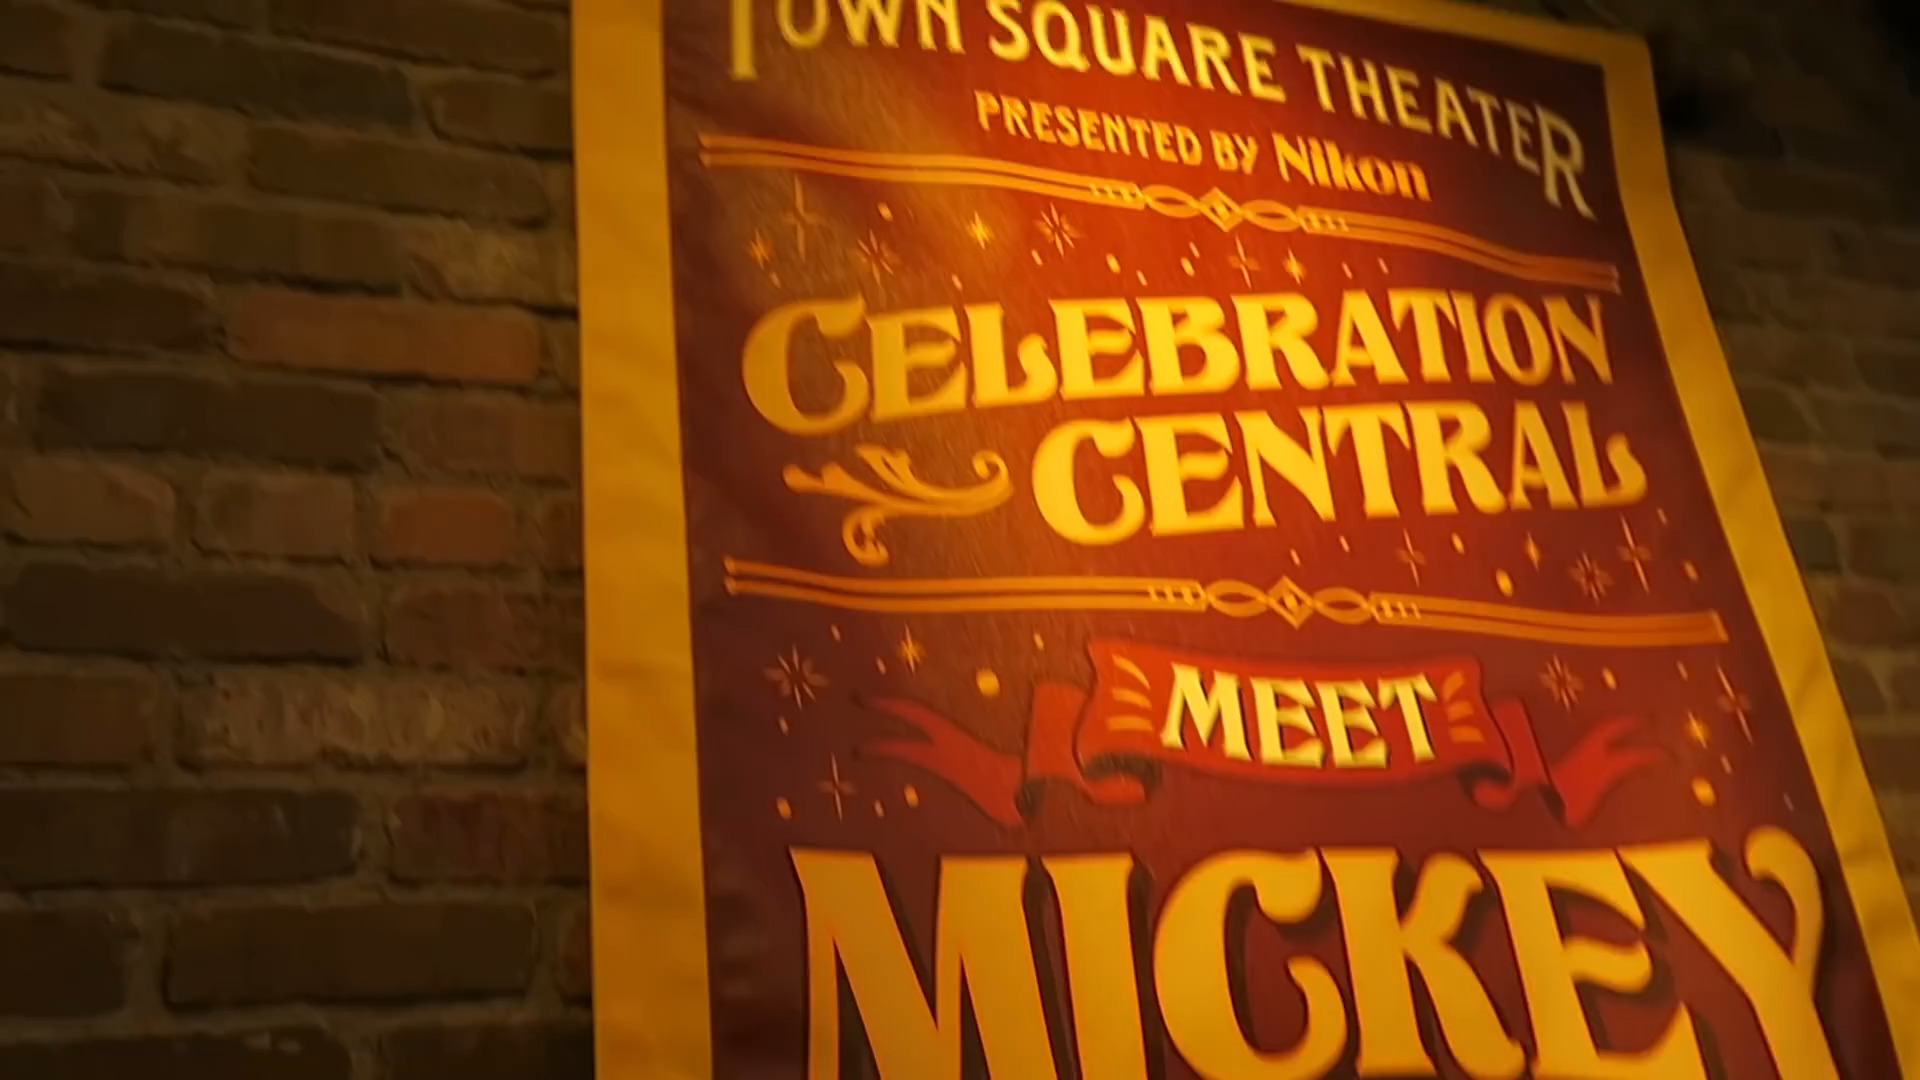 TOWN SQUARE THEATER
PRESENTED BY Nikon
CELEBRATION
CENTRAL
MEET
MICKEY